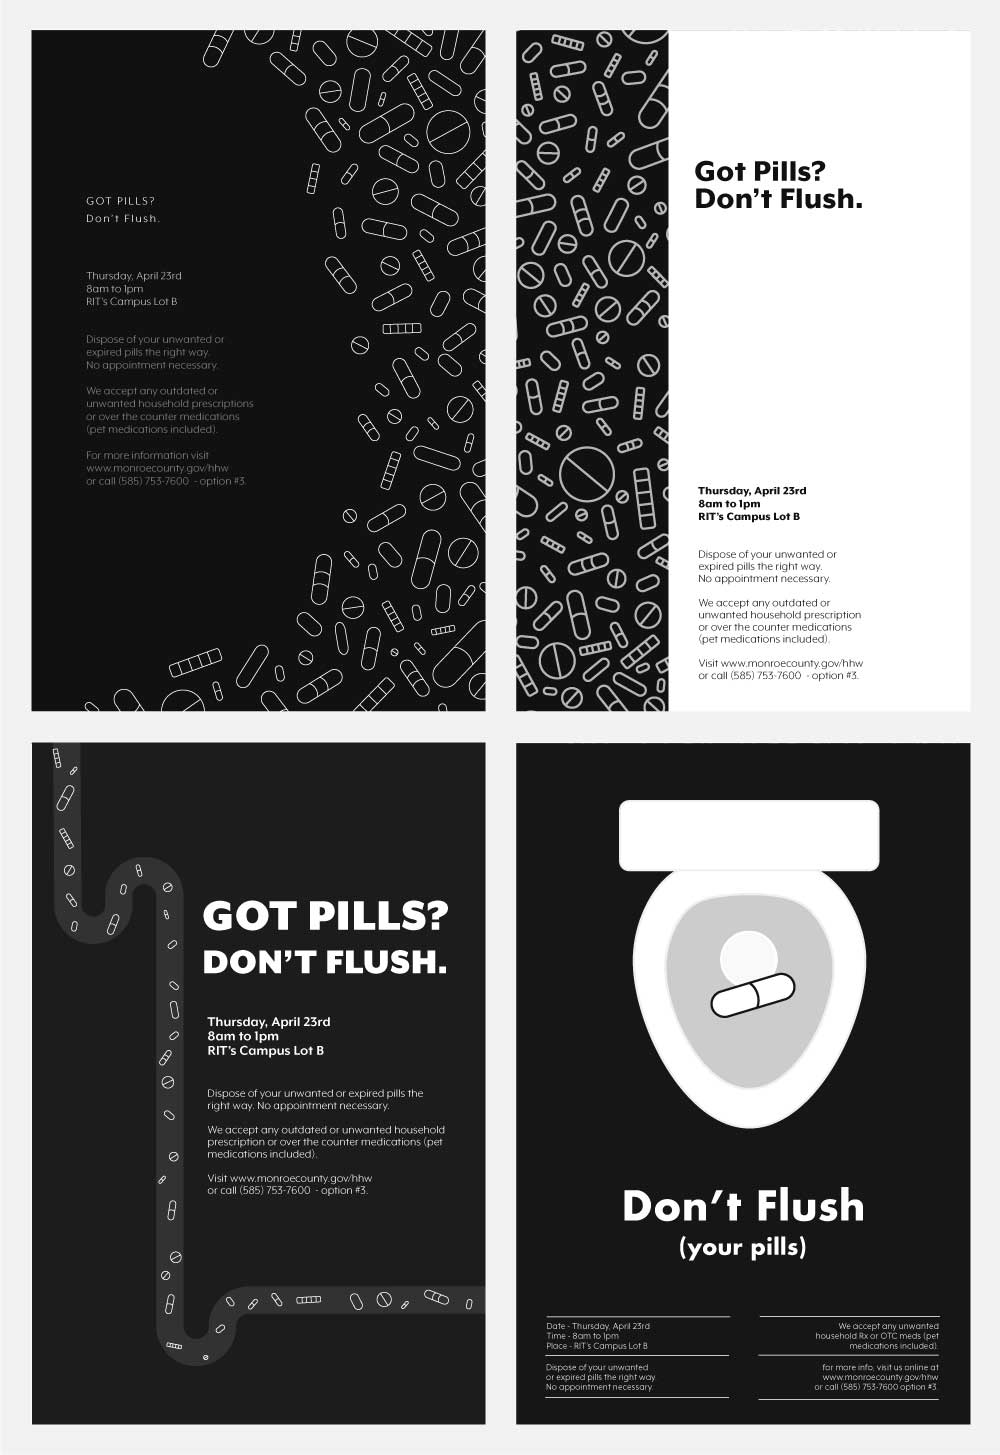 GOT PILLS?
Don't Flush.
Thursday, April 23rd
8am to 1pm
RIT's Campus Lot B
Dispose of your unwanted or
expired pills the right way.
No appointment necessary.
We accept any outdated or
unwanted household prescriptions
or over the counter medications
(pet medications included).
For more information visit
www.monroecounty.gov/hhw
or call (585) 753-7600 - option #3.
Got Pills?
Don't Flush.
Thursday, April 23rd
8am to 1pm
RIT's Campus Lot B
Dispose of your unwanted or
expired pills the right way.
No appointment necessary.
We accept any outdated or
unwanted household prescription
or over the counter medications
(pet medications included).
Visit www.monroecounty.gov/hhw
or call (585) 753-7600 - option #3.
GOT PILLS?
DON'T FLUSH.
Thursday, April 23rd
8am to 1pm
RIT's Campus Lot B
Dispose of your unwanted or expired pills the
right way. No appointment necessary.
We accept any outdated or unwanted household
prescription or over the counter medications (pet
medications included).
Visit www.monroecounty.gov/hhw
or call (585) 753-7600 - option #3.
Don't Flush
(your pills)
Date - Thursday, April 23rd
Time - 8am to 1pm
Place - RIT's Campus Lot B
Dispose of your unwanted
or expired pills the right way.
No appointment necessary.
We accept any unwanted
household Rx or OTC meds (pet
medications included).
for more info, visit us online at
www.monroecounty.gov/hhw
or call (585) 753-7600 option #3.